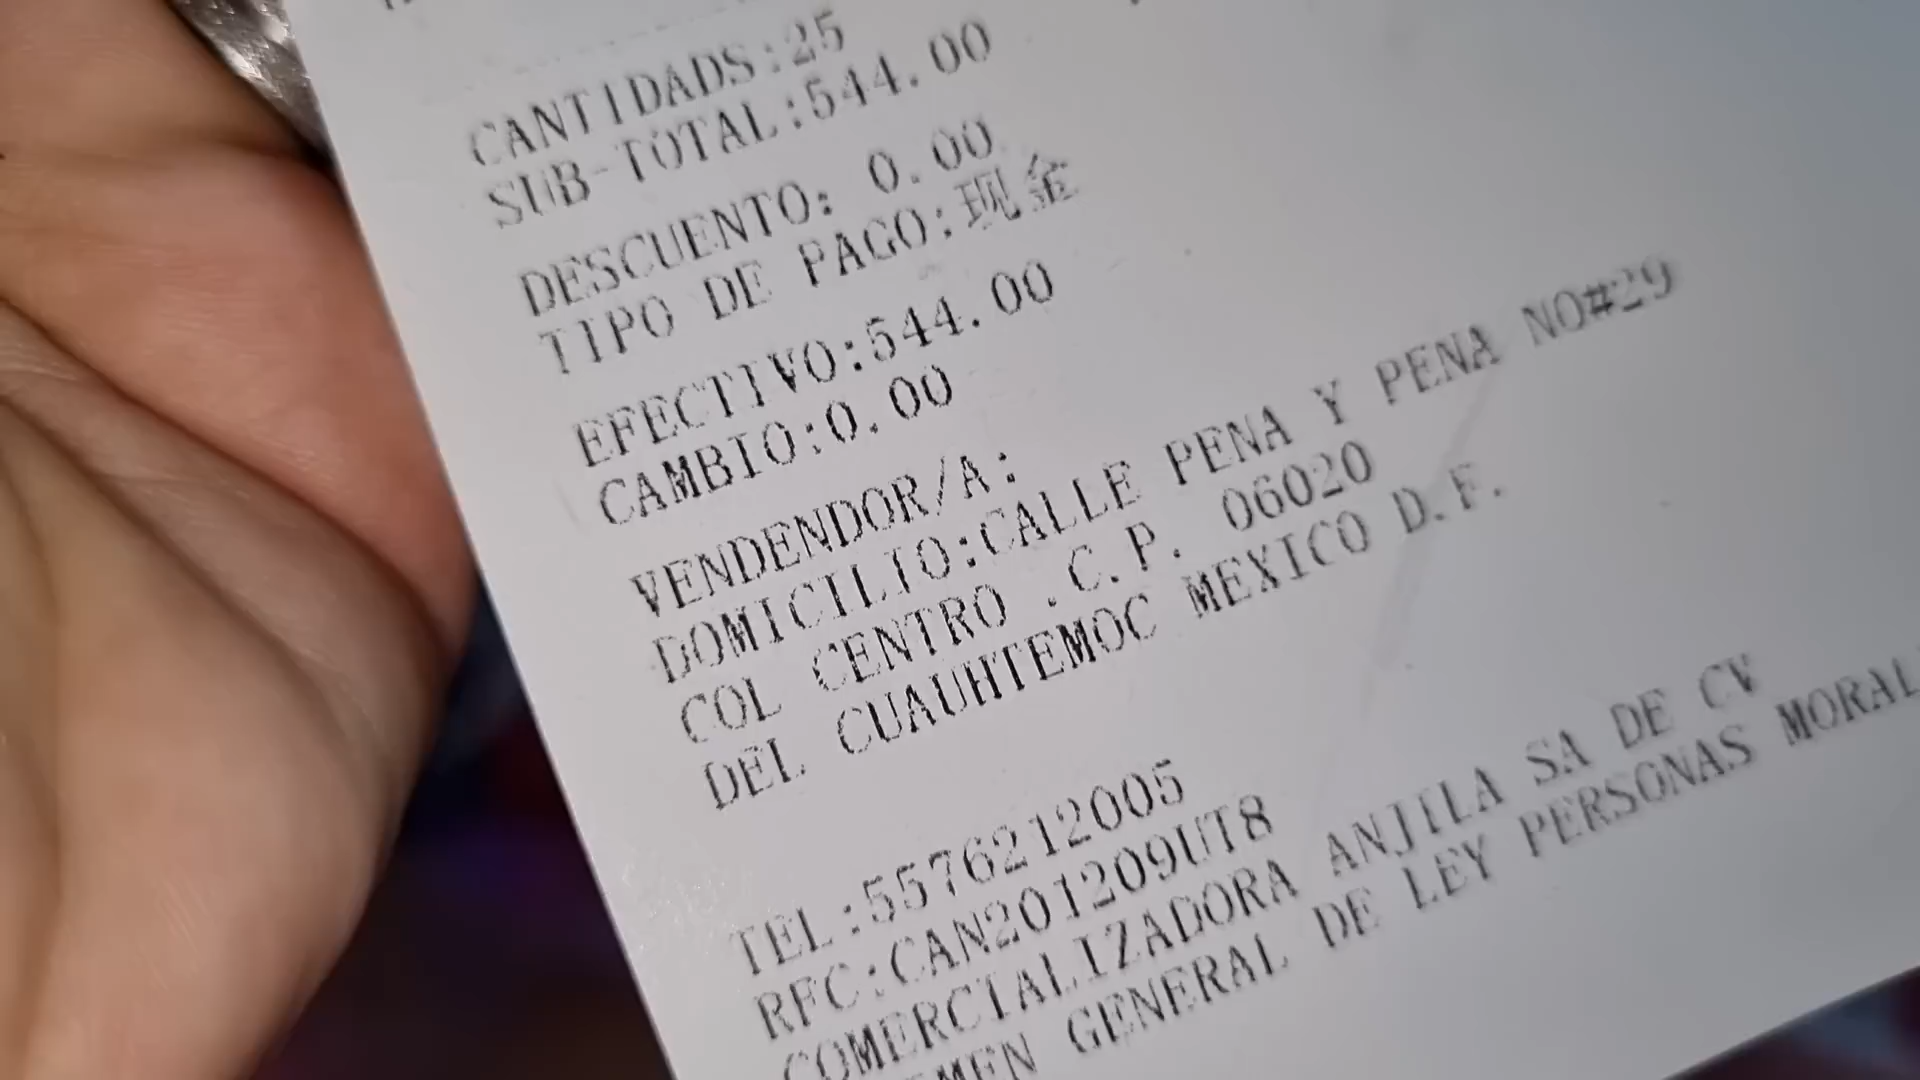 CANTIDADS:25
SUB-TOTAL:544.00
DESCUENTO: 0.00
TIPO DE PAGO:现金
EFECTIVO:544.00
CAMBIO:0.00
VENDENDOR/A:
DOMICILIO:CALLE PENA Y PENA NO#29
COL CENTRO .C.P. 06020
DEL CUAUHTEMOC MEXICO D.F.
TEL:5576212005
RFC:CAN201209UT8
COMERCIALIZADORA ANJILA SA DE CV
GENERAL DE LEY PERSONAS